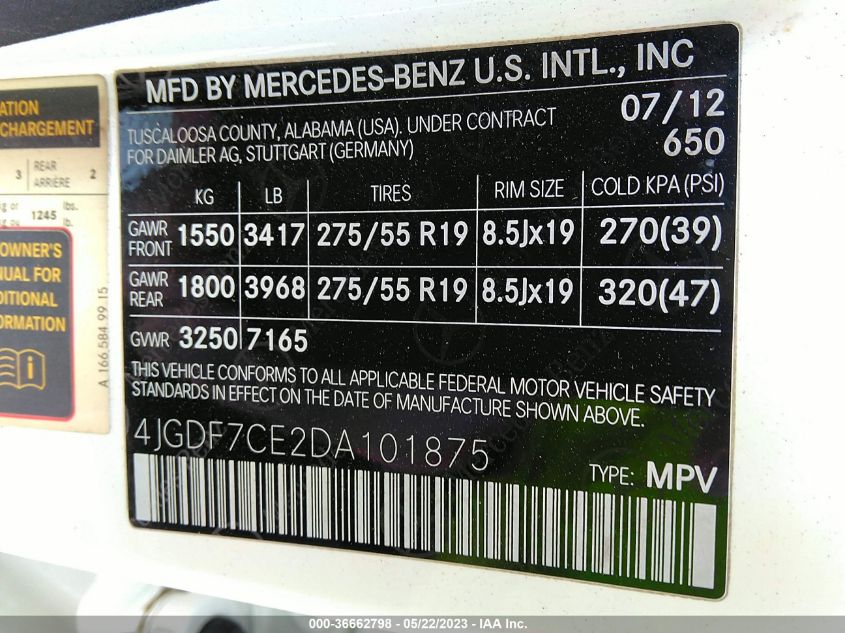 MFD BY MERCEDES-BENZ U.S. INTL., INC
TUSCALOOSA COUNTY, ALABAMA (USA). UNDER CONTRACT
FOR DAIMLER AG, STUTTGART (GERMANY)
07/12
650
KG LB TIRES RIM SIZE COLD KPA (PSI)
GAWR FRONT 1550 3417 275/55 R19 8.5Jx19 270(39)
GAWR REAR 1800 3968 275/55 R19 8.5Jx19 320(47)
GVWR 3250 7165
THIS VEHICLE CONFORMS TO ALL APPLICABLE FEDERAL MOTOR VEHICLE SAFETY
STANDARDS IN EFFECT ON THE DATE OF MANUFACTURE SHOWN ABOVE.
4JGDF7CE2DA101875
TYPE: MPV
CHARGEMENT
3 REAR ARRIÈRE 2
1245 lbs.
OWNER'S
FOR
A 166 584 99 15
000-36662798 - 05/22/2023 - IAA Inc.